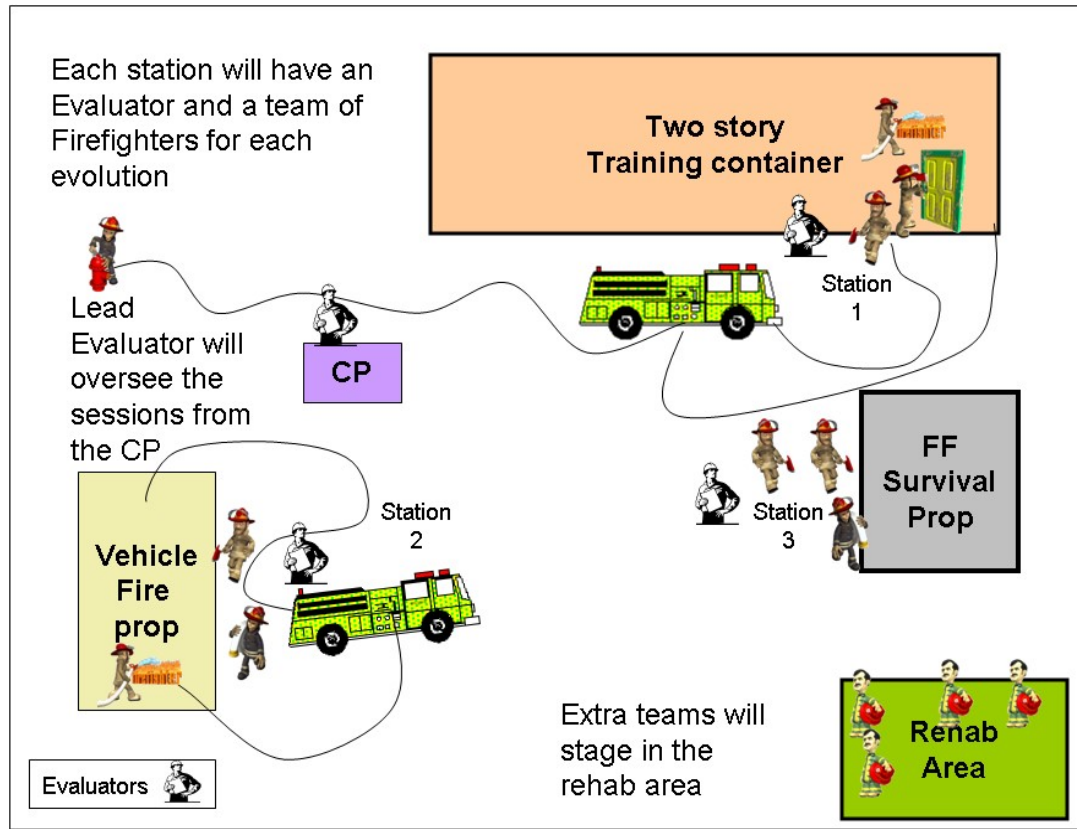 Each station will have an
Evaluator and a team of
Firefighters for each
evolution
Two story
Training container
Station
1
Lead
Evaluator will
oversee the
sessions from
the CP
CP
FF
Survival
Prop
Station
3
Station
2
Vehicle
Fire
prop
Extra teams will
stage in the
rehab area
Rehab
Area
Evaluators